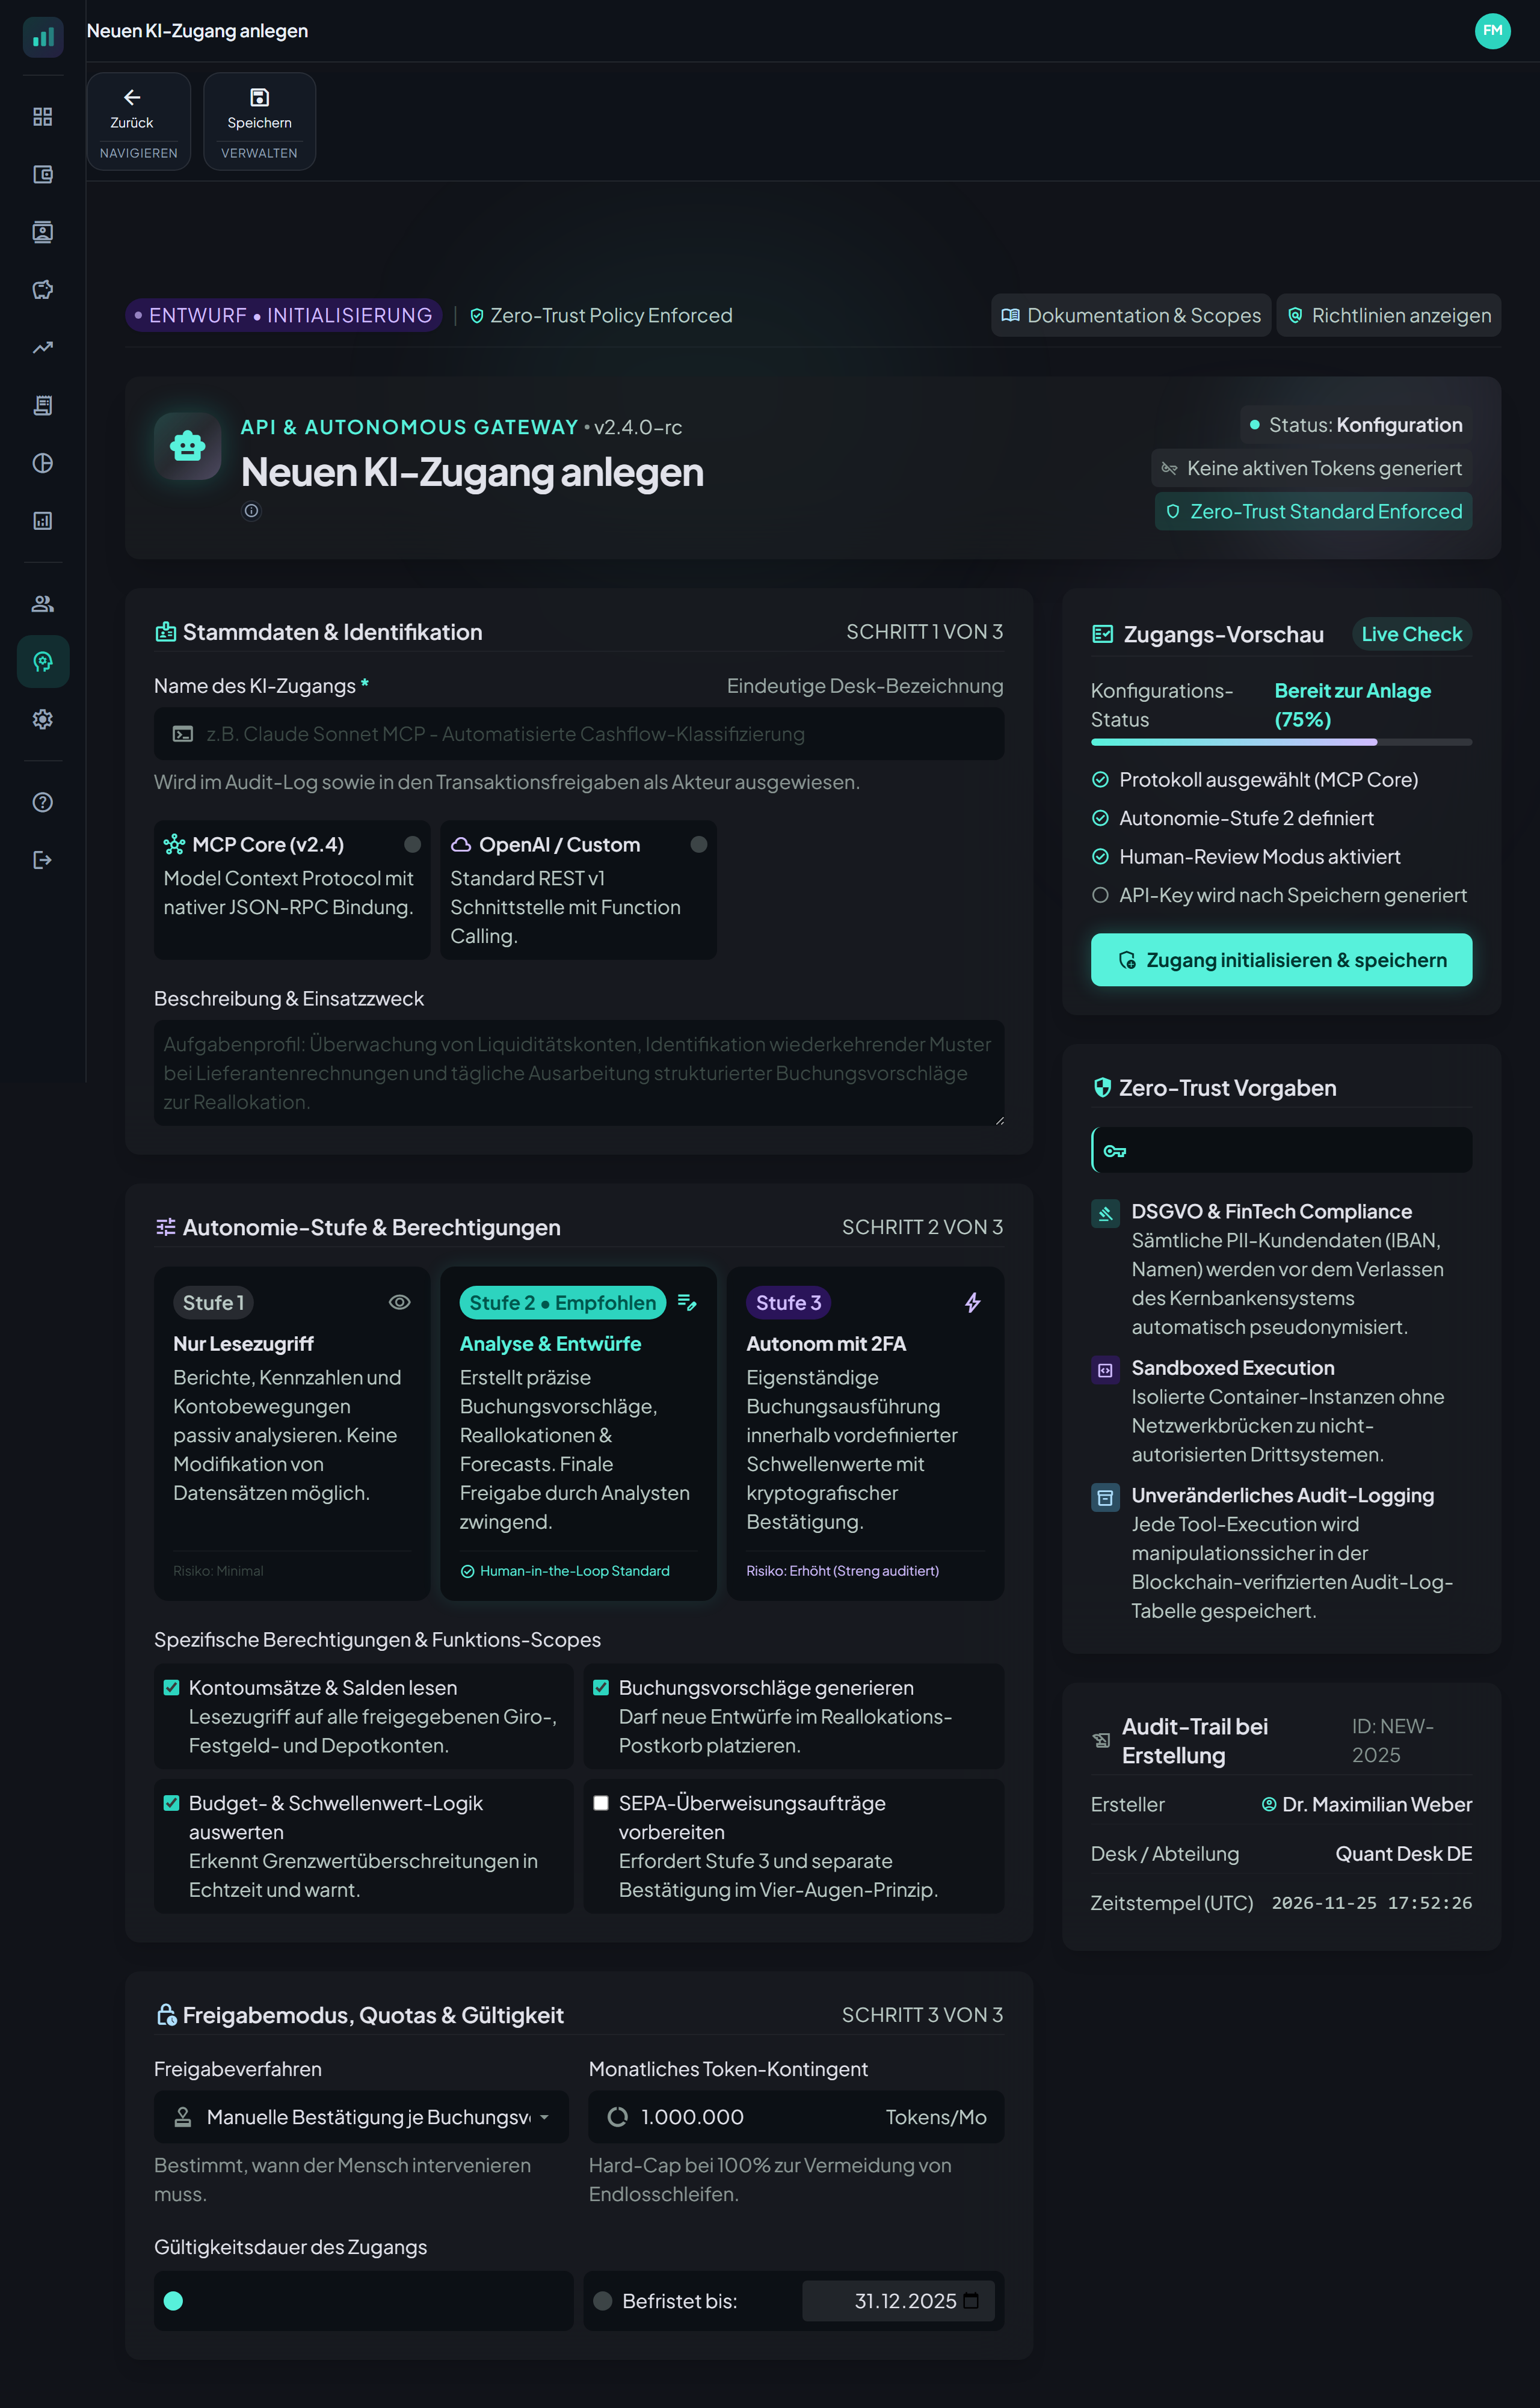 Neuen KI-Zugang anlegen
FM
Zurück
NAVIGIEREN
Speichern
VERWALTEN
ENTWURF • INITIALISIERUNG
Zero-Trust Policy Enforced
Dokumentation & Scopes
Richtlinien anzeigen
API & AUTONOMOUS GATEWAY • v2.4.0-rc
Neuen KI-Zugang anlegen
Status: Konfiguration
Keine aktiven Tokens generiert
Zero-Trust Standard Enforced
Stammdaten & Identifikation
SCHRITT 1 VON 3
Name des KI-Zugangs *
Eindeutige Desk-Bezeichnung
z.B. Claude Sonnet MCP - Automatisierte Cashflow-Klassifizierung
Wird im Audit-Log sowie in den Transaktionsfreigaben als Akteur ausgewiesen.
MCP Core (v2.4)
Model Context Protocol mit
nativer JSON-RPC Bindung.
OpenAI / Custom
Standard REST v1
Schnittstelle mit Function
Calling.
Beschreibung & Einsatzzweck
Aufgabenprofil: Überwachung von Liquiditätskonten, Identifikation wiederkehrender Muster
bei Lieferantenrechnungen und tägliche Ausarbeitung strukturierter Buchungsvorschläge
zur Reallokation.
Autonomie-Stufe & Berechtigungen
SCHRITT 2 VON 3
Stufe 1
Nur Lesezugriff
Berichte, Kennzahlen und
Kontobewegungen
passiv analysieren. Keine
Modifikation von
Datensätzen möglich.
Risiko: Minimal
Stufe 2 • Empfohlen
Analyse & Entwürfe
Erstellt präzise
Buchungsvorschläge,
Reallokationen &
Forecasts. Finale
Freigabe durch Analysten
zwingend.
Human-in-the-Loop Standard
Stufe 3
Autonom mit 2FA
Eigenständige
Buchungsausführung
innerhalb vordefinierter
Schwellenwerte mit
kryptografischer
Bestätigung.
Risiko: Erhöht (Streng auditiert)
Spezifische Berechtigungen & Funktions-Scopes
Kontoumsätze & Salden lesen
Lesezugriff auf alle freigegebenen Giro-,
Festgeld- und Depotkonten.
Buchungsvorschläge generieren
Darf neue Entwürfe im Reallokations-
Postkorb platzieren.
Budget- & Schwellenwert-Logik
auswerten
Erkennt Grenzwertüberschreitungen in
Echtzeit und warnt.
SEPA-Überweisungsaufträge
vorbereiten
Erfordert Stufe 3 und separate
Bestätigung im Vier-Augen-Prinzip.
Freigabemodus, Quotas & Gültigkeit
SCHRITT 3 VON 3
Freigabeverfahren
Manuelle Bestätigung je Buchungsv
Bestimmt, wann der Mensch intervenieren
muss.
Monatliches Token-Kontingent
1.000.000
Tokens/Mo
Hard-Cap bei 100% zur Vermeidung von
Endlosschleifen.
Gültigkeitsdauer des Zugangs
Befristet bis:
31.12.2025
Zugangs-Vorschau
Live Check
Konfigurations-
Status
Bereit zur Anlage
(75%)
Protokoll ausgewählt (MCP Core)
Autonomie-Stufe 2 definiert
Human-Review Modus aktiviert
API-Key wird nach Speichern generiert
Zugang initialisieren & speichern
Zero-Trust Vorgaben
DSGVO & FinTech Compliance
Sämtliche PII-Kundendaten (IBAN,
Namen) werden vor dem Verlassen
des Kernbankensystems
automatisch pseudonymisiert.
Sandboxed Execution
Isolierte Container-Instanzen ohne
Netzwerkbrücken zu nicht-
autorisierten Drittsystemen.
Unveränderliches Audit-Logging
Jede Tool-Execution wird
manipulationssicher in der
Blockchain-verifizierten Audit-Log-
Tabelle gespeichert.
Audit-Trail bei
Erstellung
ID: NEW-
2025
Ersteller
Dr. Maximilian Weber
Desk / Abteilung
Quant Desk DE
Zeitstempel (UTC)
2026-11-25 17:52:26